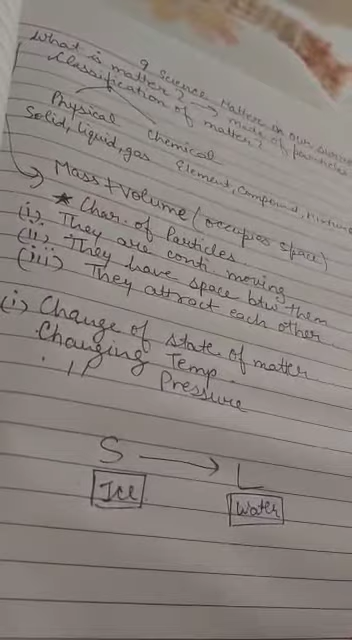 9 Science Matter in our
What is matter? → made of particles
Classification of matter?
Physical Chemical
Solid, liquid, gas Element, Compound,
→ Mass + Volume (occupies space)
* Char. of Particles.
(i) They are conti. moving
(ii) They have space btw them
(iii) They attract each other
(i) Change of state of matter
Changing Temp.
" Pressure
S → L
Ice Water